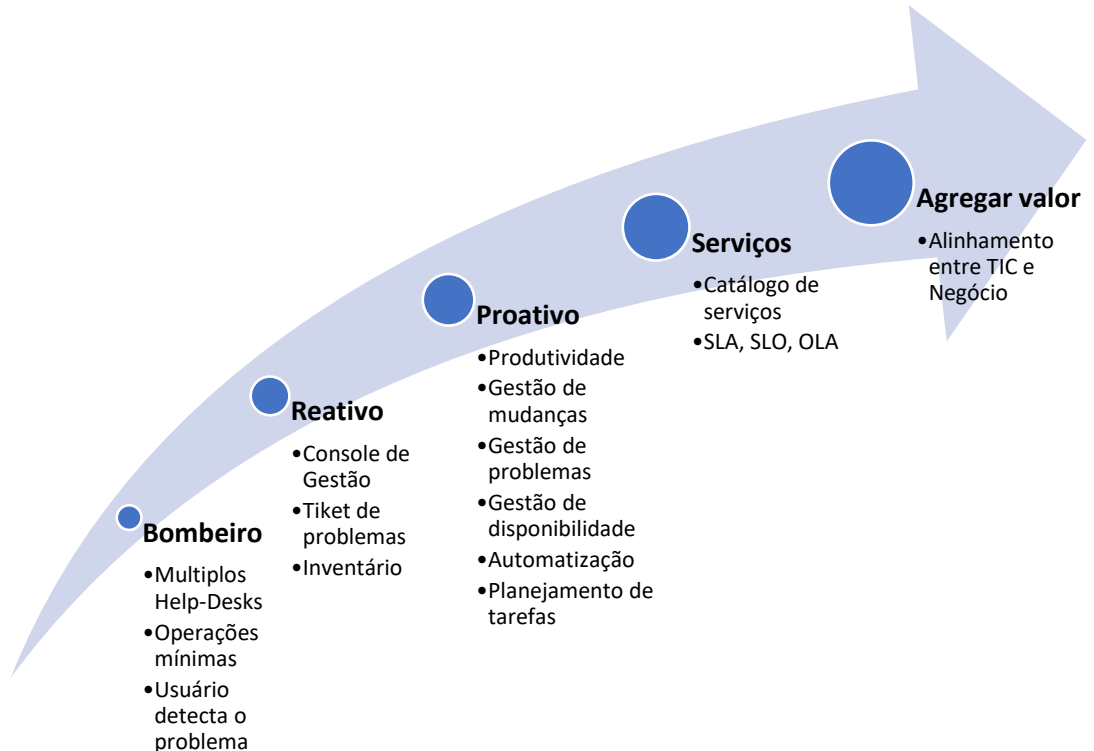 Bombeiro
•Multiplos
Help-Desks
•Operações
mínimas
•Usuário
detecta o
problema
Reativo
•Console de
Gestão
•Tiket de
problemas
•Inventário
Proativo
•Produtividade
•Gestão de
mudanças
•Gestão de
problemas
•Gestão de
disponibilidade
•Automatização
•Planejamento de
tarefas
Serviços
•Catálogo de
serviços
•SLA, SLO, OLA
Agregar valor
•Alinhamento
entre TIC e
Negócio